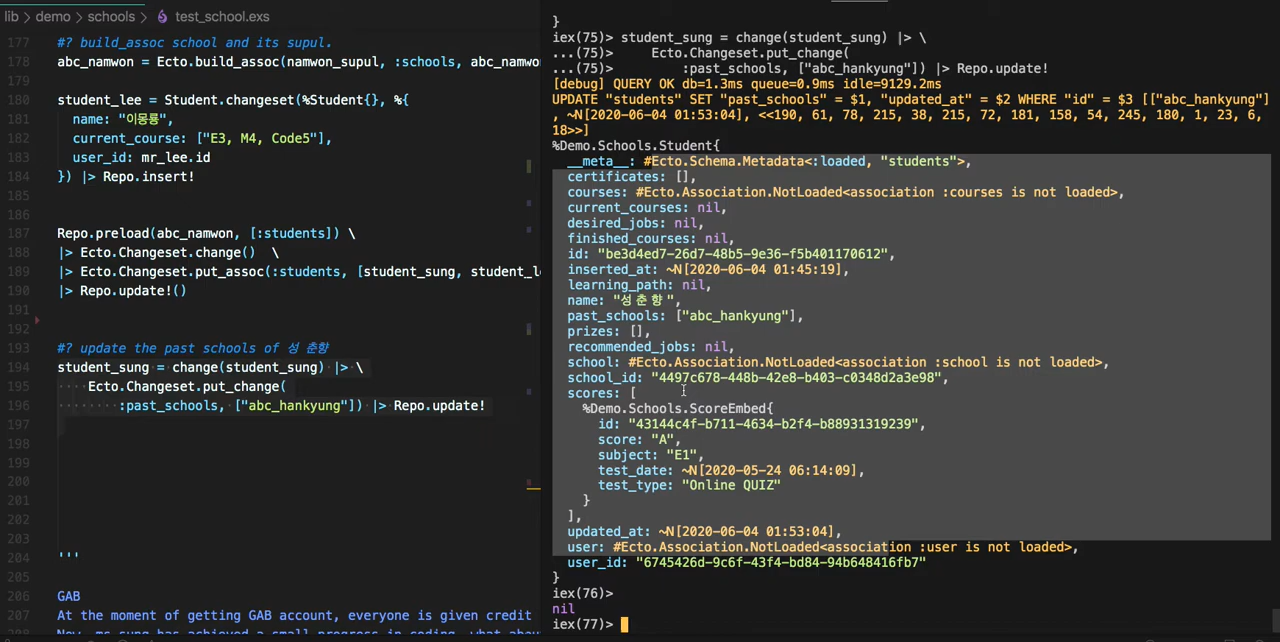 lib > demo > schools > test_school.exs
177 #? build_assoc school and its supul.
178 abc_namwon = Ecto.build_assoc(namwon_supul, :schools, abc_namwon
179
180 student_lee = Student.changeset(%Student{}, %{
181 name: "이몽룡",
182 current_course: ["E3, M4, Code5"],
183 user_id: mr_lee.id
184 }) |> Repo.insert!
185
186
187 Repo.preload(abc_namwon, [:students]) \
188 |> Ecto.Changeset.change() \
189 |> Ecto.Changeset.put_assoc(:students, [student_sung, student_l
190 |> Repo.update!()
191
192
193 #? update the past schools of 성 춘향
194 student_sung = change(student_sung) |> \
195 Ecto.Changeset.put_change(
196 :past_schools, ["abc_hankyung"]) |> Repo.update!
197
198
199
200
201
202
203
204 '''
205
206 GAB
207 At the moment of getting GAB account, everyone is given credit
}
iex(75)> student_sung = change(student_sung) |> \
...(75)> Ecto.Changeset.put_change(
...(75)> :past_schools, ["abc_hankyung"]) |> Repo.update!
[debug] QUERY OK db=1.3ms queue=0.9ms idle=9129.2ms
UPDATE "students" SET "past_schools" = $1, "updated_at" = $2 WHERE "id" = $3 [["abc_hankyung"]
, ~N[2020-06-04 01:53:04], <<190, 61, 78, 215, 38, 215, 72, 181, 158, 54, 245, 180, 1, 23, 6,
18>>]
%Demo.Schools.Student{
__meta__: #Ecto.Schema.Metadata<:loaded, "students">,
certificates: [],
courses: #Ecto.Association.NotLoaded<association :courses is not loaded>,
current_courses: nil,
desired_jobs: nil,
finished_courses: nil,
id: "be3d4ed7-26d7-48b5-9e36-f5b401170612",
inserted_at: ~N[2020-06-04 01:45:19],
learning_path: nil,
name: "성춘향",
past_schools: ["abc_hankyung"],
prizes: [],
recommended_jobs: nil,
school: #Ecto.Association.NotLoaded<association :school is not loaded>,
school_id: "4497c678-448b-42e8-b403-c0348d2a3e98",
scores: [
%Demo.Schools.ScoreEmbed{
id: "43144c4f-b711-4634-b2f4-b88931319239",
score: "A",
subject: "E1",
test_date: ~N[2020-05-24 06:14:09],
test_type: "Online QUIZ"
}
],
updated_at: ~N[2020-06-04 01:53:04],
user: #Ecto.Association.NotLoaded<association :user is not loaded>,
user_id: "6745426d-9c6f-43f4-bd84-94b648416fb7"
}
iex(76)>
nil
iex(77)>